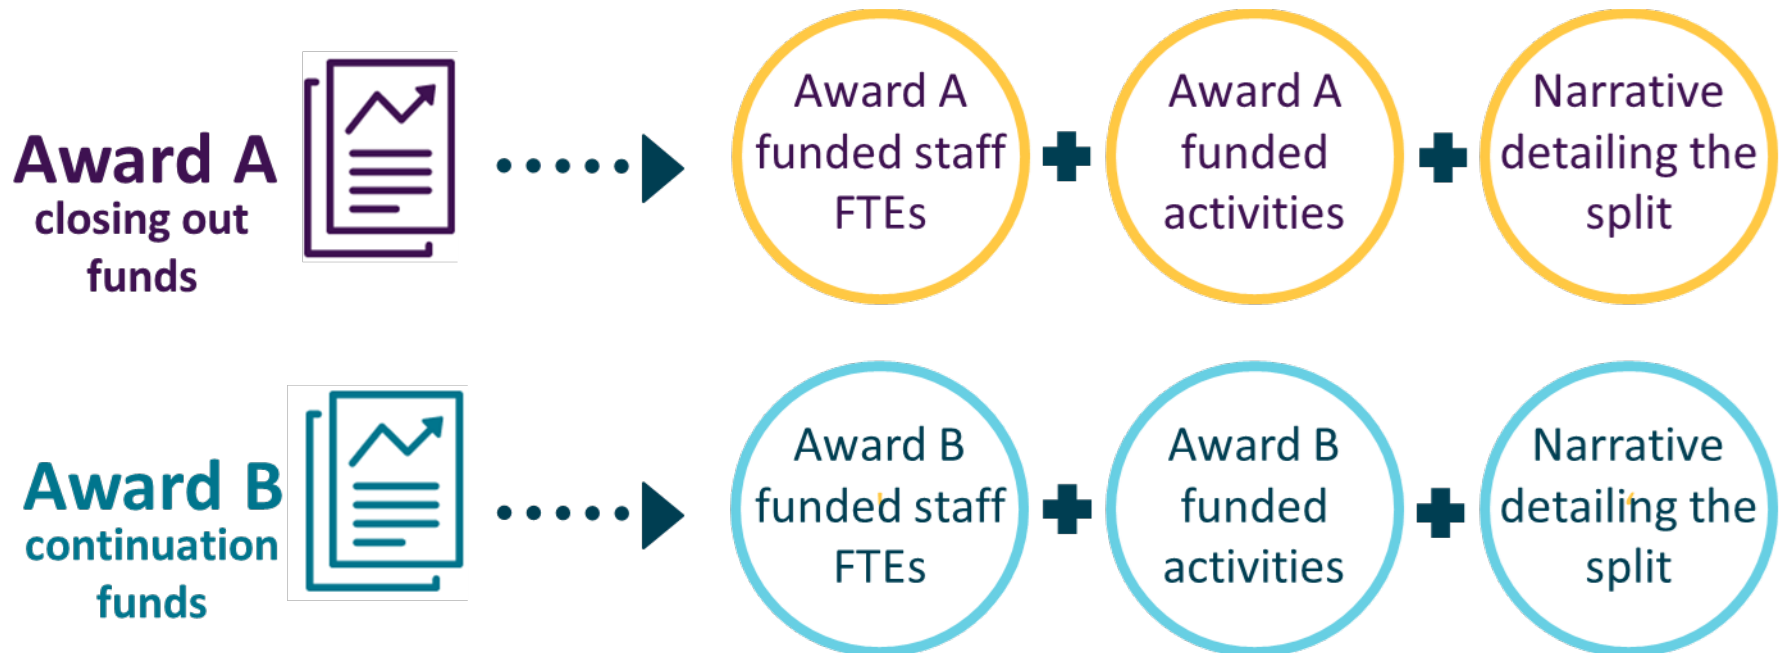 Award A
closing out
funds
Award A
funded staff
FTEs
Award A
funded
activities
Narrative
detailing the
split
Award B
continuation
funds
Award B
funded staff
FTEs
Award B
funded
activities
Narrative
detailing the
split